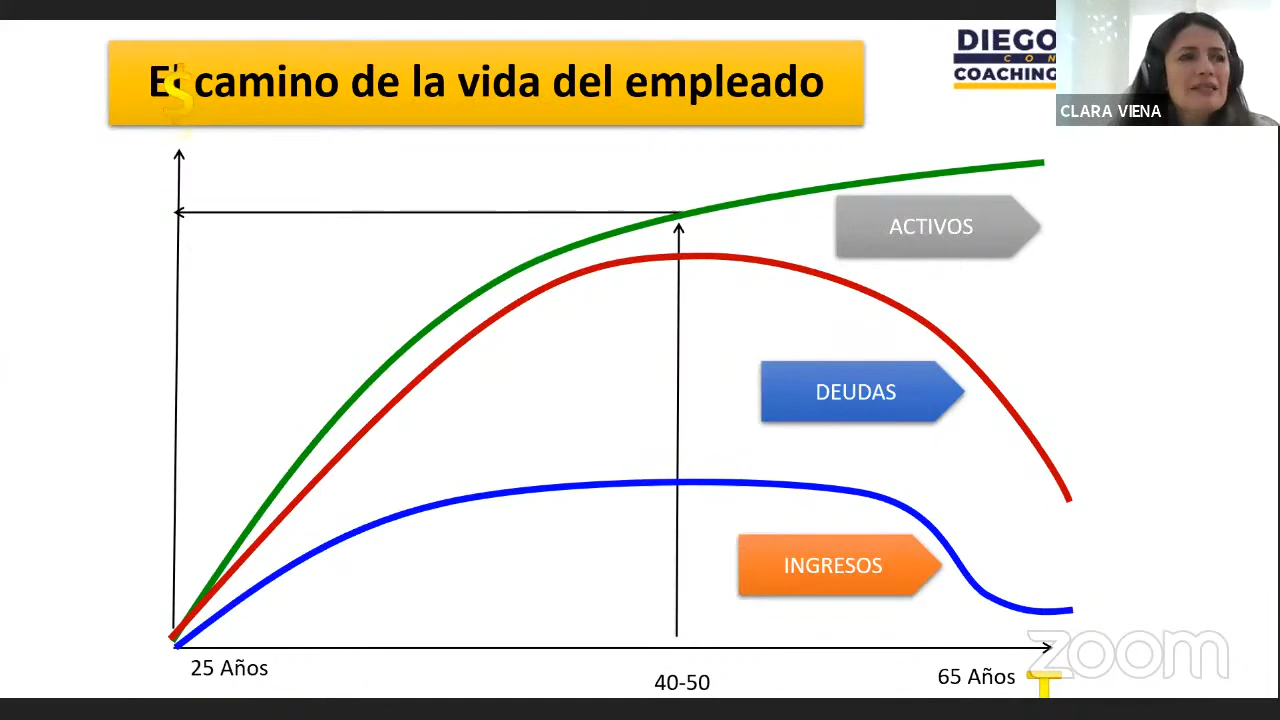 El camino de la vida del empleado
$
DIEGO
CON
COACHING
CLARA VIENA
ACTIVOS
DEUDAS
INGRESOS
25 Años
40-50
65 Años
T
zoom